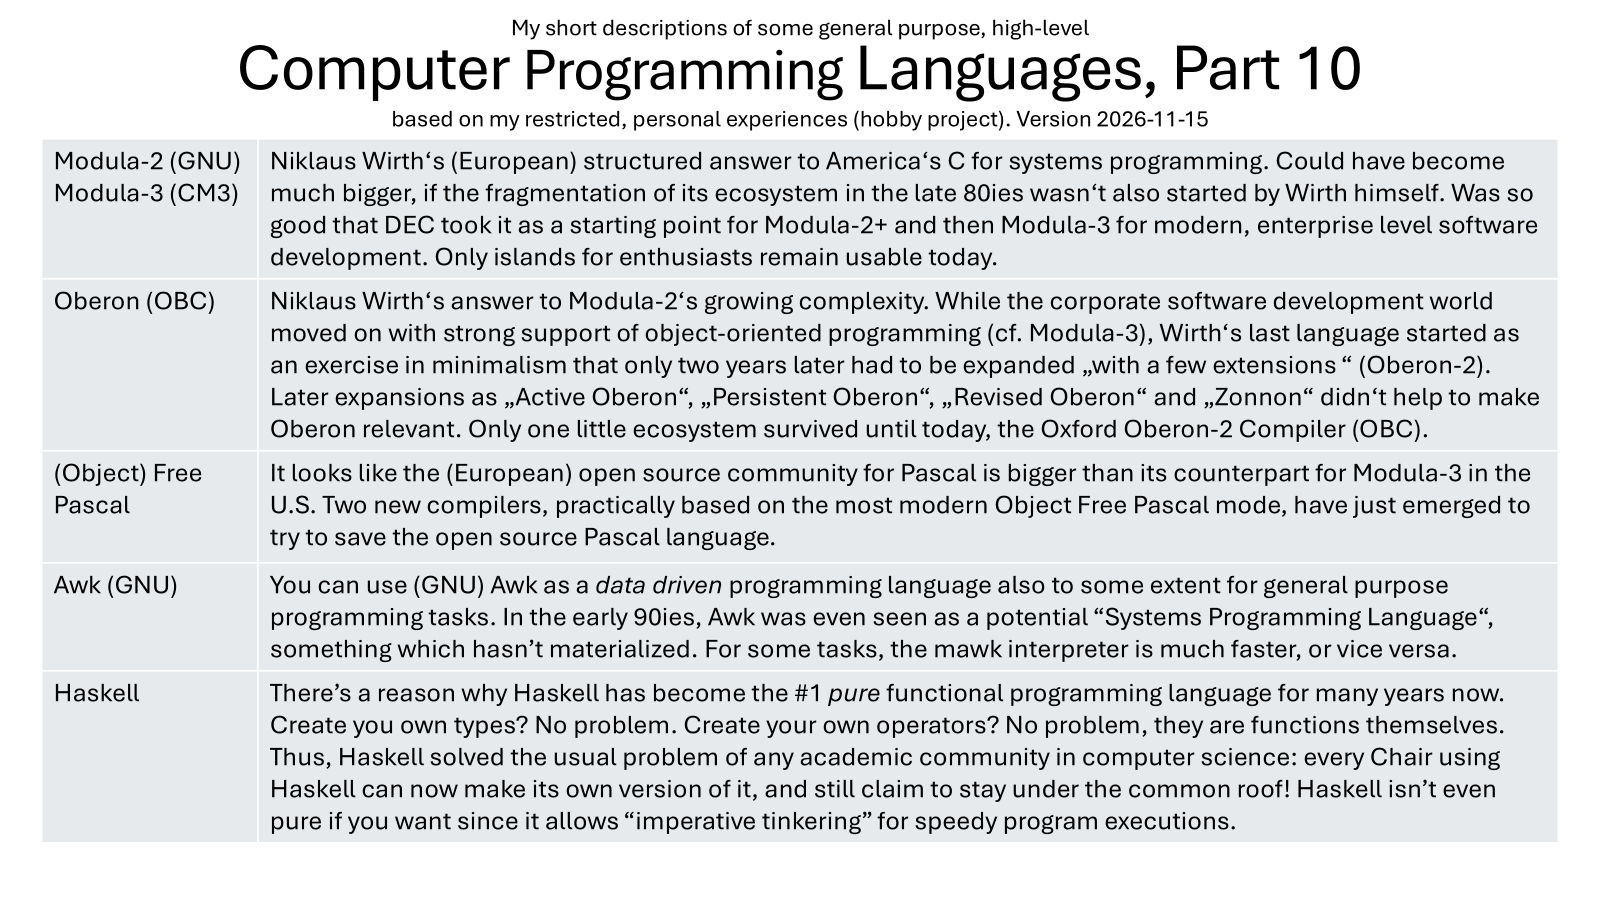 My short descriptions of some general purpose, high-level
Computer Programming Languages, Part 10
based on my restricted, personal experiences (hobby project). Version 2026-11-15
Modula-2 (GNU)
Modula-3 (CM3)
Niklaus Wirth‘s (European) structured answer to America‘s C for systems programming. Could have become
much bigger, if the fragmentation of its ecosystem in the late 80ies wasn‘t also started by Wirth himself. Was so
good that DEC took it as a starting point for Modula-2+ and then Modula-3 for modern, enterprise level software
development. Only islands for enthusiasts remain usable today.
Oberon (OBC)
Niklaus Wirth‘s answer to Modula-2‘s growing complexity. While the corporate software development world
moved on with strong support of object-oriented programming (cf. Modula-3), Wirth‘s last language started as
an exercise in minimalism that only two years later had to be expanded „with a few extensions “ (Oberon-2).
Later expansions as „Active Oberon“, „Persistent Oberon“, „Revised Oberon“ and „Zonnon“ didn‘t help to make
Oberon relevant. Only one little ecosystem survived until today, the Oxford Oberon-2 Compiler (OBC).
(Object) Free
Pascal
It looks like the (European) open source community for Pascal is bigger than its counterpart for Modula-3 in the
U.S. Two new compilers, practically based on the most modern Object Free Pascal mode, have just emerged to
try to save the open source Pascal language.
Awk (GNU)
You can use (GNU) Awk as a data driven programming language also to some extent for general purpose
programming tasks. In the early 90ies, Awk was even seen as a potential “Systems Programming Language“,
something which hasn’t materialized. For some tasks, the mawk interpreter is much faster, or vice versa.
Haskell
There’s a reason why Haskell has become the #1 pure functional programming language for many years now.
Create you own types? No problem. Create your own operators? No problem, they are functions themselves.
Thus, Haskell solved the usual problem of any academic community in computer science: every Chair using
Haskell can now make its own version of it, and still claim to stay under the common roof! Haskell isn’t even
pure if you want since it allows “imperative tinkering” for speedy program executions.